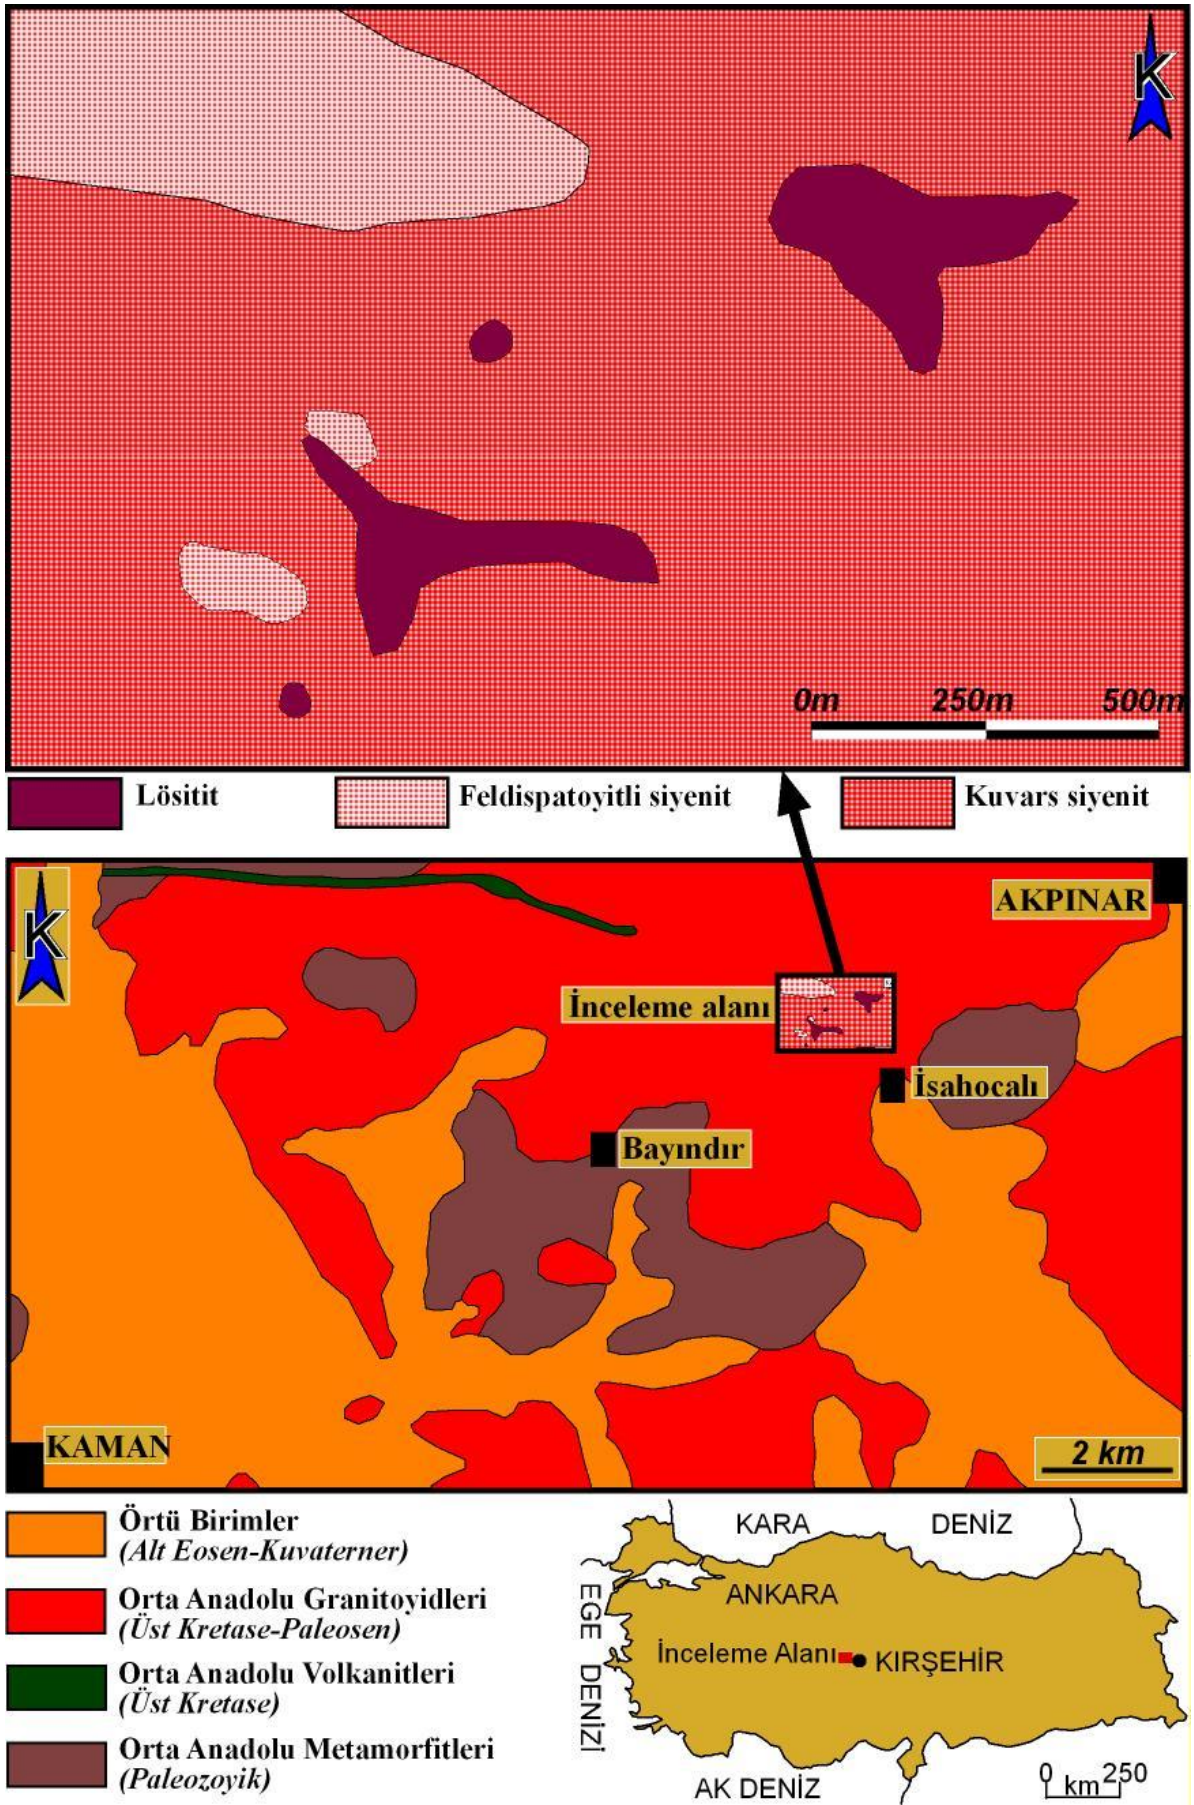 K
0m 250m 500m
Lösitit Feldispatoyitli siyenit Kuvars siyenit
K
AKPINAR
İnceleme alanı
İsahocalı
Bayındır
KAMAN
2 km
Örtü Birimler
(Alt Eosen-Kuvaterner)
Orta Anadolu Granitoyidleri
(Üst Kretase-Paleosen)
Orta Anadolu Volkanitleri
(Üst Kretase)
Orta Anadolu Metamorfitleri
(Paleozoyik)
KARA DENİZ
ANKARA
EGE DENİZİ
İnceleme Alanı KIRŞEHİR
AK DENİZ
0 km 250